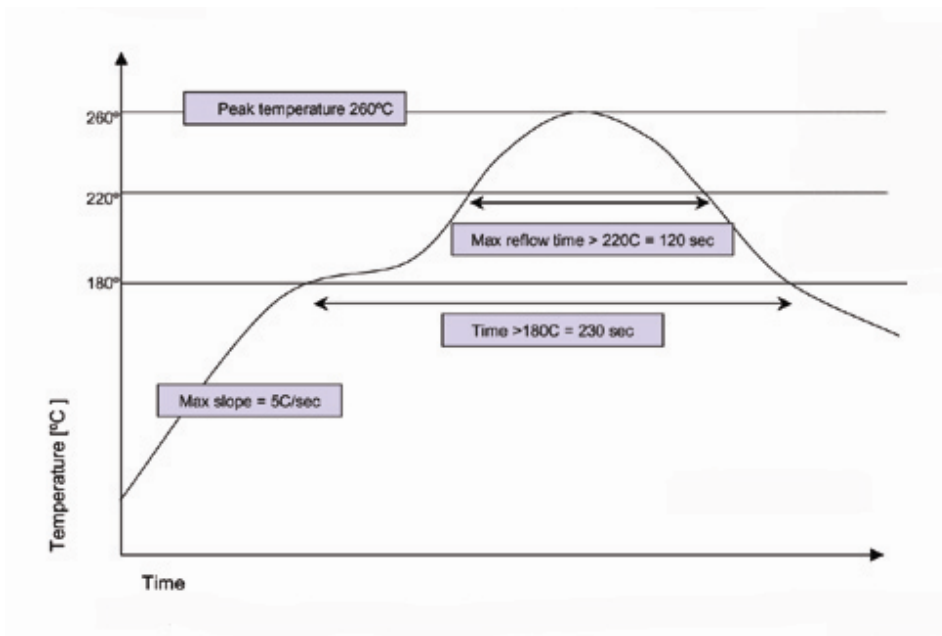 Peak temperature 260ºC
260º
220º
Max reflow time > 220C = 120 sec
180º
Time >180C = 230 sec
Max slope = 5C/sec
Temperature [ºC ]
Time